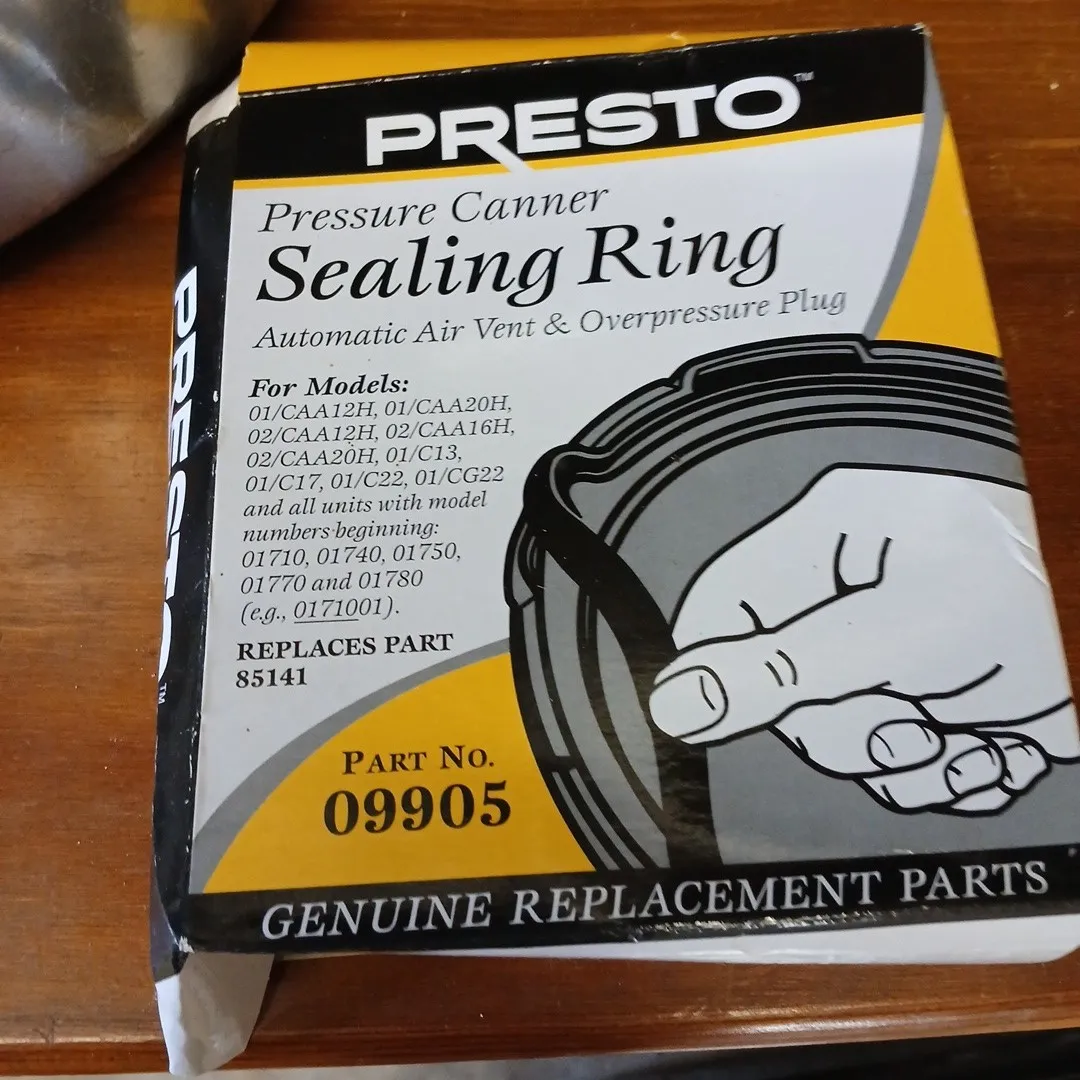 PRESTO™
Pressure Canner
Sealing Ring
Automatic Air Vent & Overpressure Plug
For Models:
01/CAA12H, 01/CAA20H,
02/CAA12H, 02/CAA16H,
02/CAA20H, 01/C13,
01/C17, 01/C22, 01/CG22
and all units with model
numbers beginning:
01710, 01740, 01750,
01770 and 01780
(e.g., 0171001).
REPLACES PART
85141
PART NO.
09905
GENUINE REPLACEMENT PARTS
PRESTO™